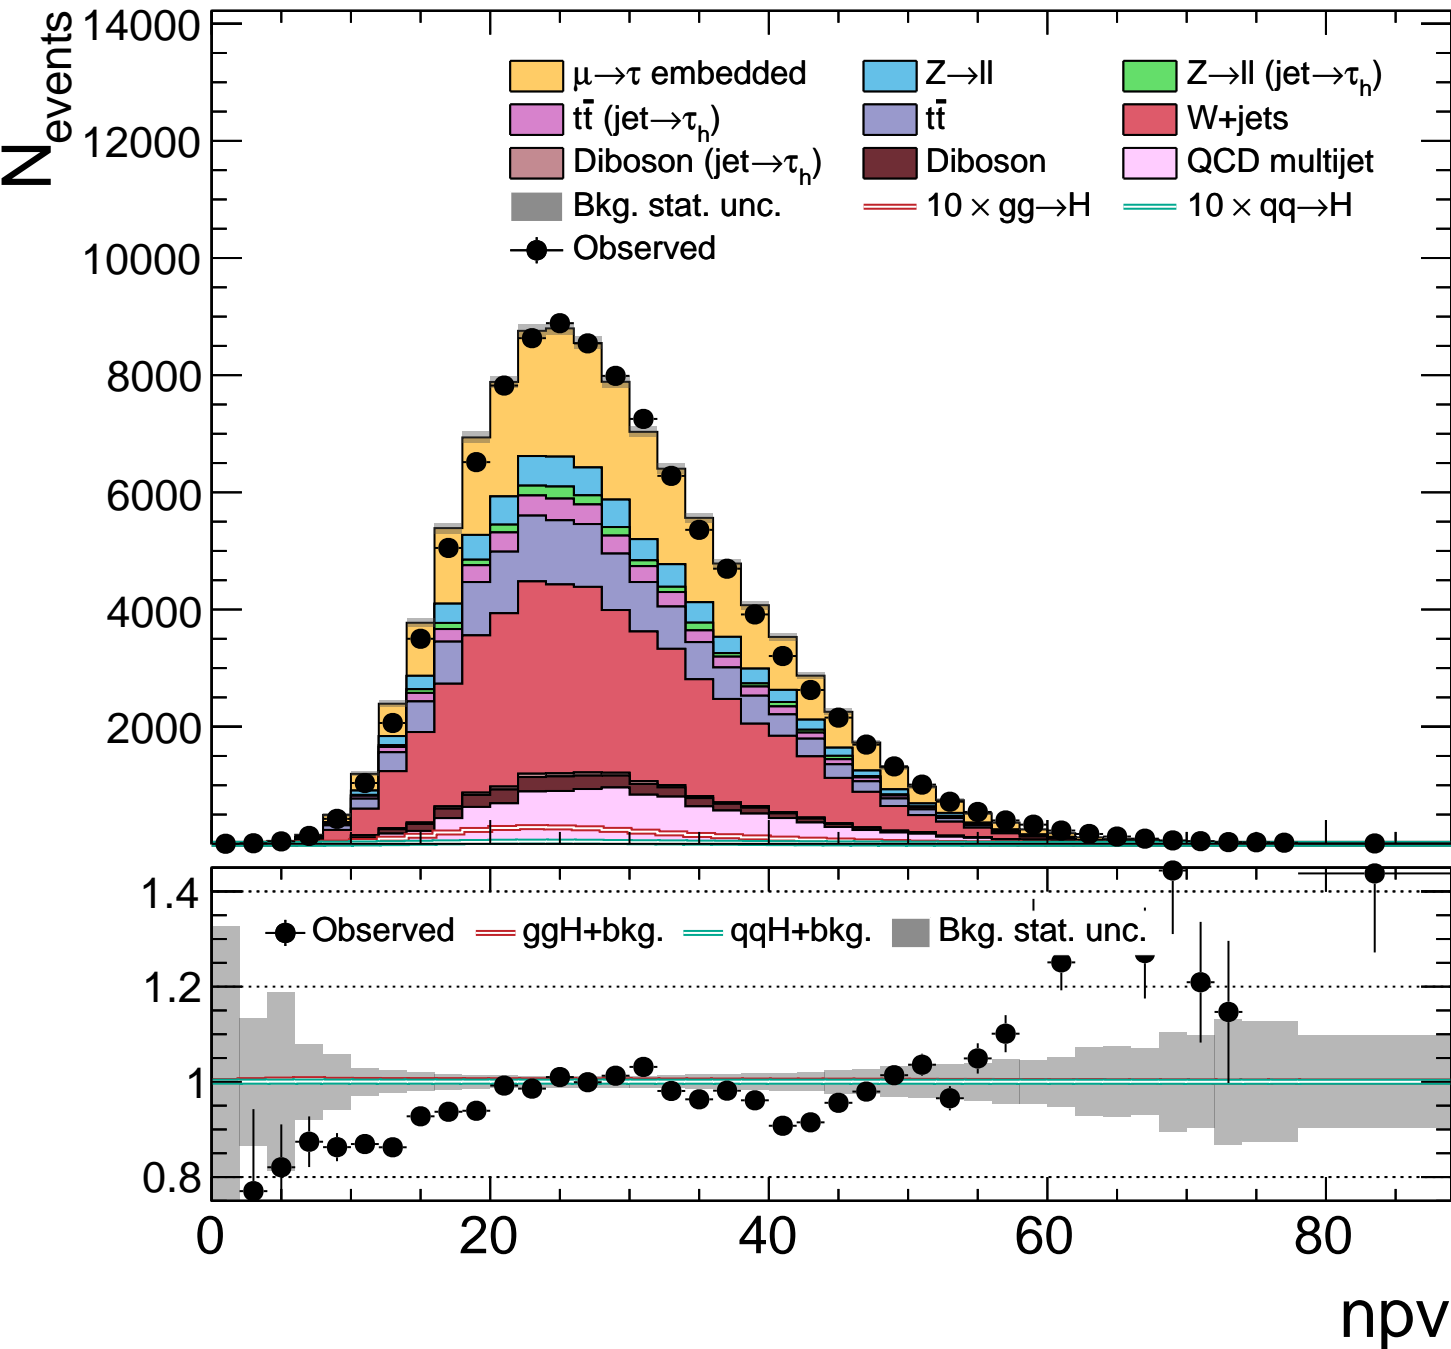 N_events
14000
12000
10000
8000
6000
4000
2000
μ→τ embedded Z→ll Z→ll (jet→τ_h)
tt̄ (jet→τ_h) tt̄ W+jets
Diboson (jet→τ_h) Diboson QCD multijet
Bkg. stat. unc. 10 × gg→H 10 × qq→H
Observed
1.4
1.2
1
0.8
Observed ggH+bkg. qqH+bkg. Bkg. stat. unc.
0 20 40 60 80
npv